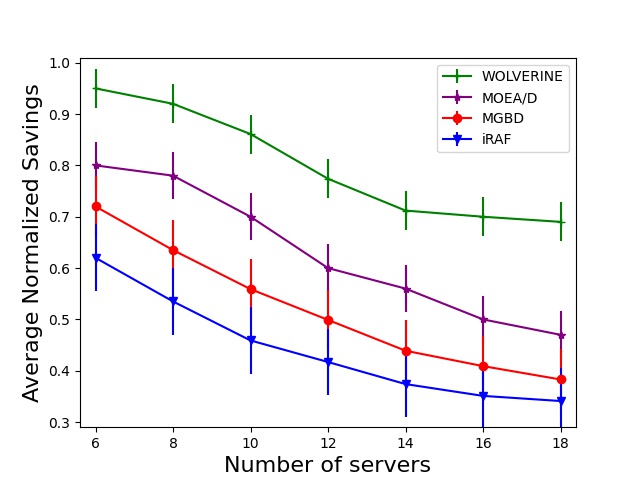 WOLVERINE
MOEA/D
MGBD
iRAF
Average Normalized Savings
1.0
0.9
0.8
0.7
0.6
0.5
0.4
0.3
6 8 10 12 14 16 18
Number of servers